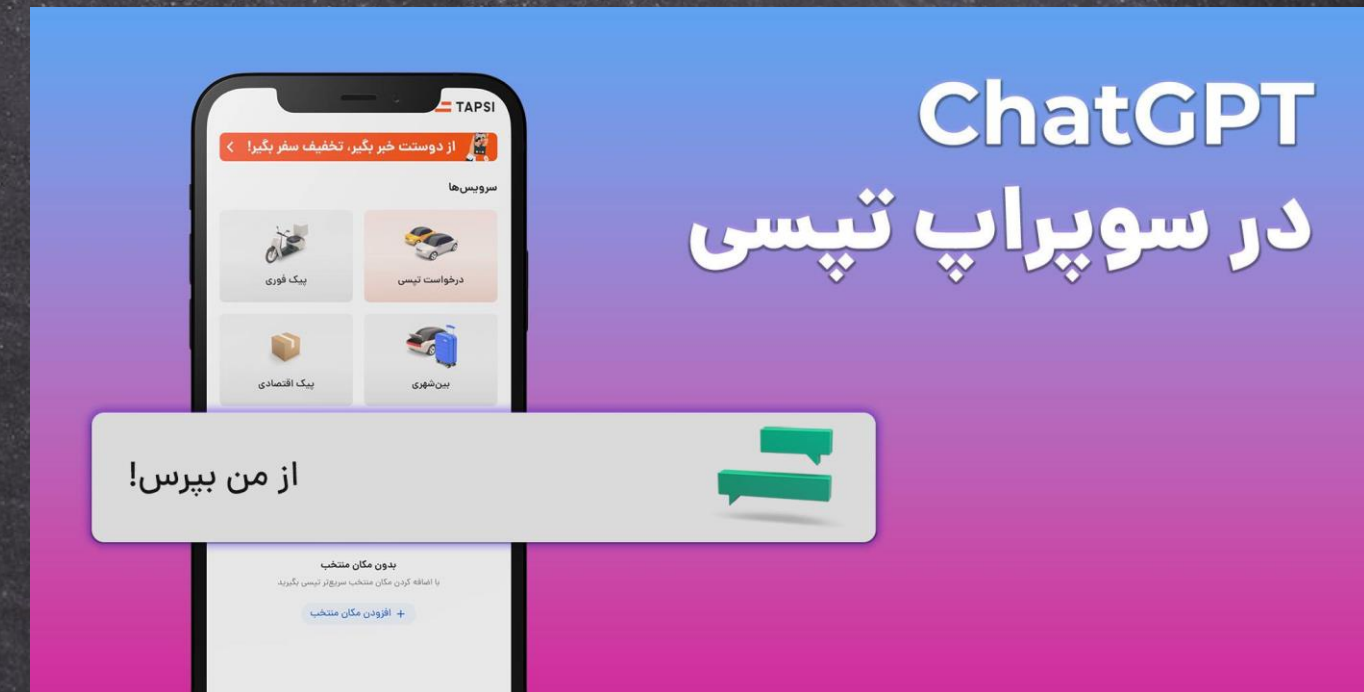 ChatGPT
در سوپراپ تپسی
TAPSI
از دوستت خبر بگیر، تخفیف سفر بگیر!
سرویس‌ها
درخواست تپسی
پیک فوری
بین‌شهری
پیک اقتصادی
از من بپرس!
بدون مکان منتخب
با اضافه کردن مکان منتخب سریع‌تر تپسی بگیرید
+ افزودن مکان منتخب